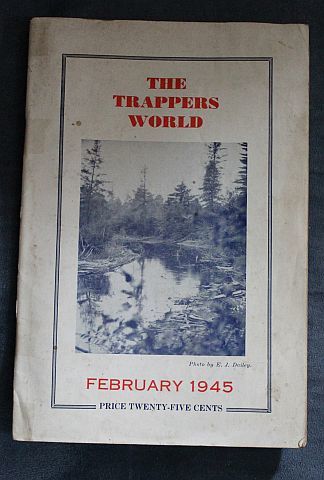 THE
TRAPPERS
WORLD
Photo by E. J. Dailey.
FEBRUARY 1945
PRICE TWENTY-FIVE CENTS